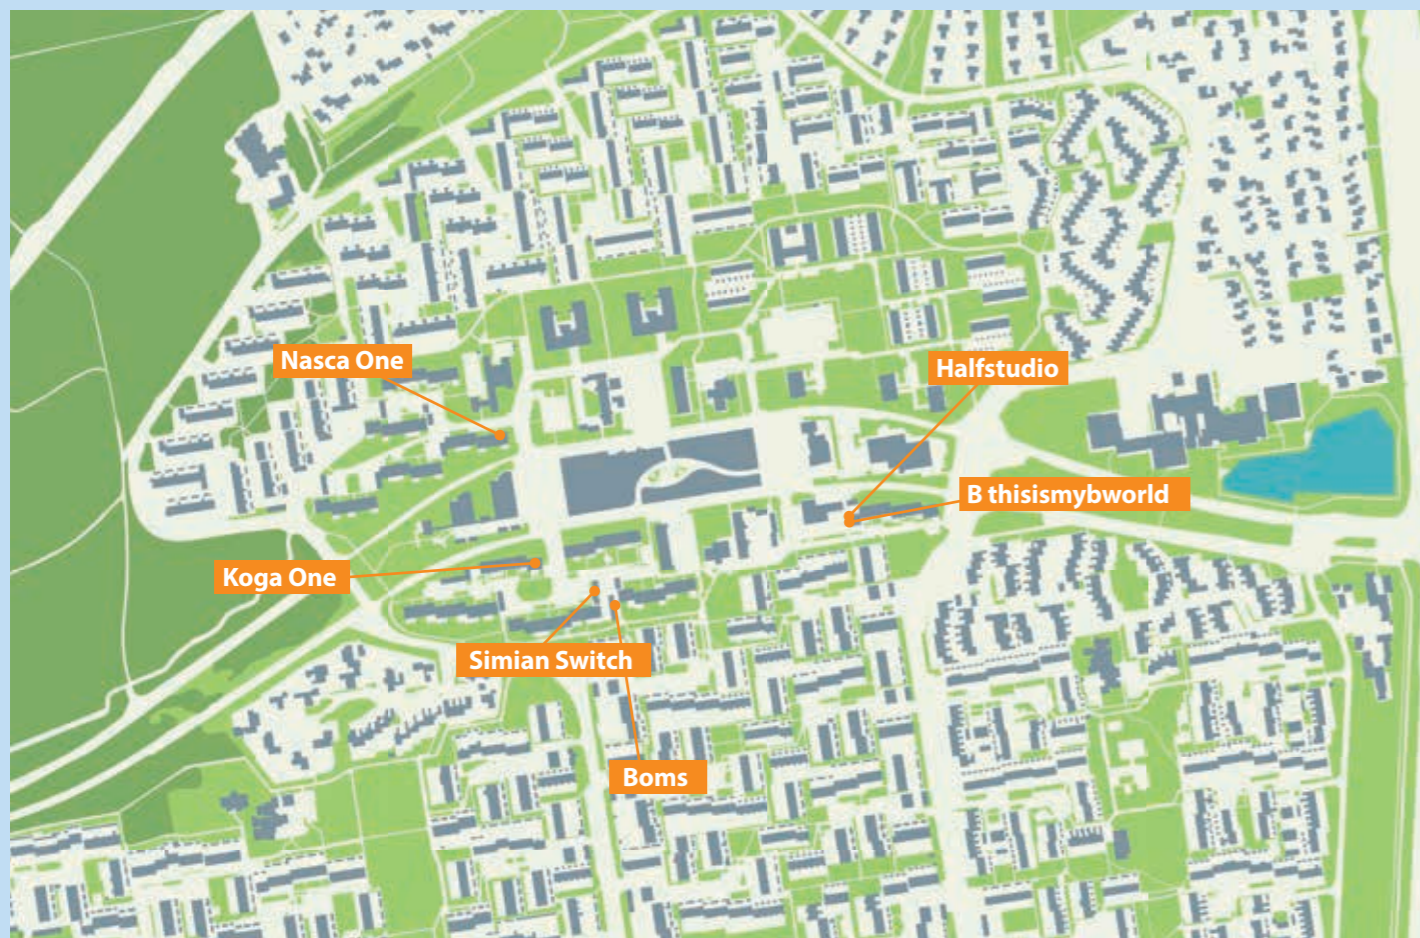 Nasca One
Halfstudio
B thisismybworld
Koga One
Simian Switch
Boms